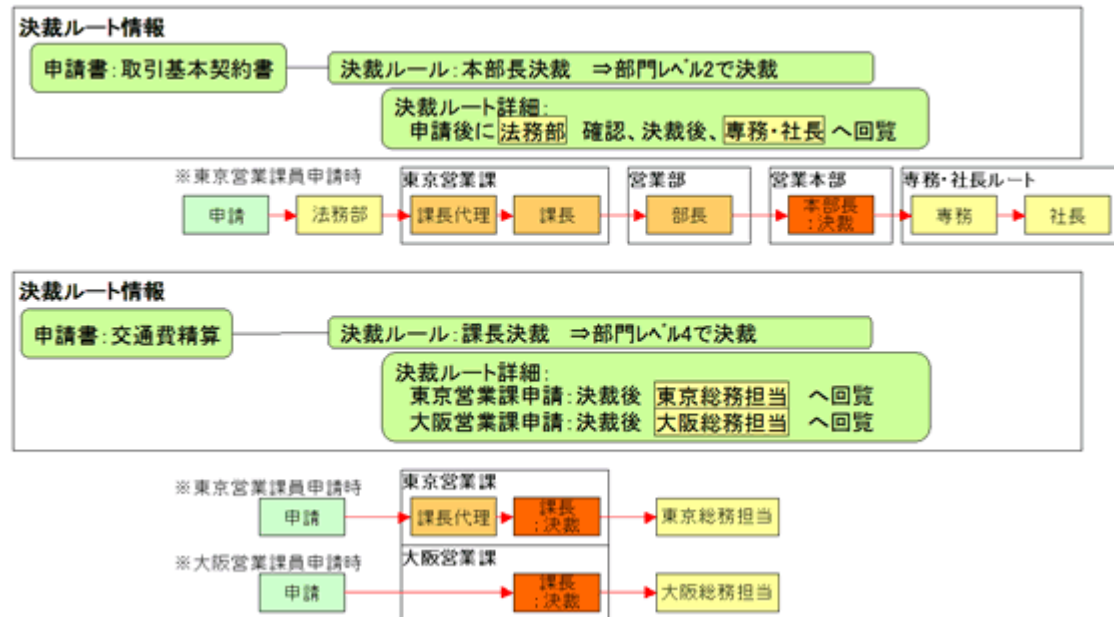 決裁ルート情報
申請書:取引基本契約書
決裁ルール:本部長決裁 ⇒部門レベル2で決裁
決裁ルート詳細:
申請後に 法務部 確認、決裁後、専務・社長 へ回覧
※東京営業課員申請時
東京営業課
営業部
営業本部
専務・社長ルート
申請
法務部
課長代理
課長
部長
本部長
:決裁
専務
社長
決裁ルート情報
申請書:交通費精算
決裁ルール:課長決裁 ⇒部門レベル4で決裁
決裁ルート詳細:
東京営業課申請:決裁後 東京総務担当 へ回覧
大阪営業課申請:決裁後 大阪総務担当 へ回覧
※東京営業課員申請時
東京営業課
申請
課長代理
課長
:決裁
東京総務担当
※大阪営業課員申請時
大阪営業課
申請
課長
:決裁
大阪総務担当